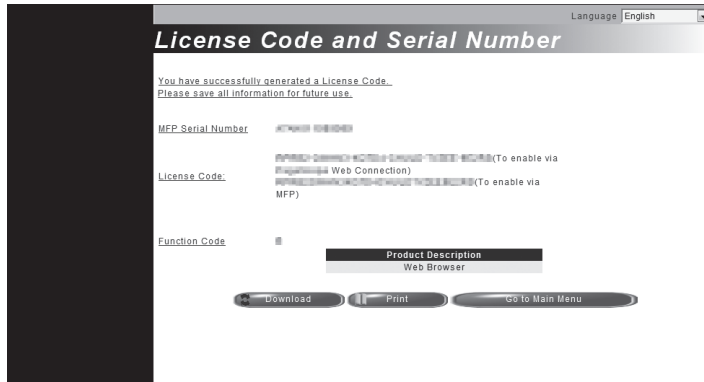 Language English
License Code and Serial Number
You have successfully generated a License Code.
Please save all information for future use.
MFP Serial Number
License Code:
(To enable via
Web Connection)
(To enable via
MFP)
Function Code
Product Description
Web Browser
Download Print Go to Main Menu